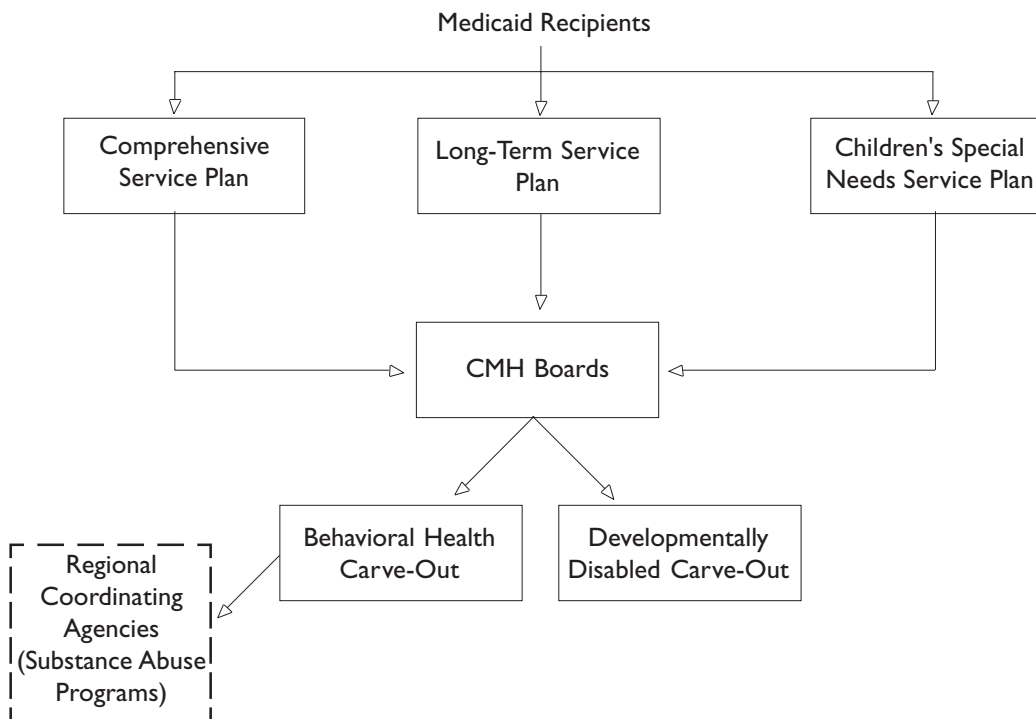 Medicaid Recipients
Comprehensive
Service Plan
Long-Term Service
Plan
Children's Special
Needs Service Plan
CMH Boards
Behavioral Health
Carve-Out
Developmentally
Disabled Carve-Out
Regional
Coordinating
Agencies
(Substance Abuse
Programs)